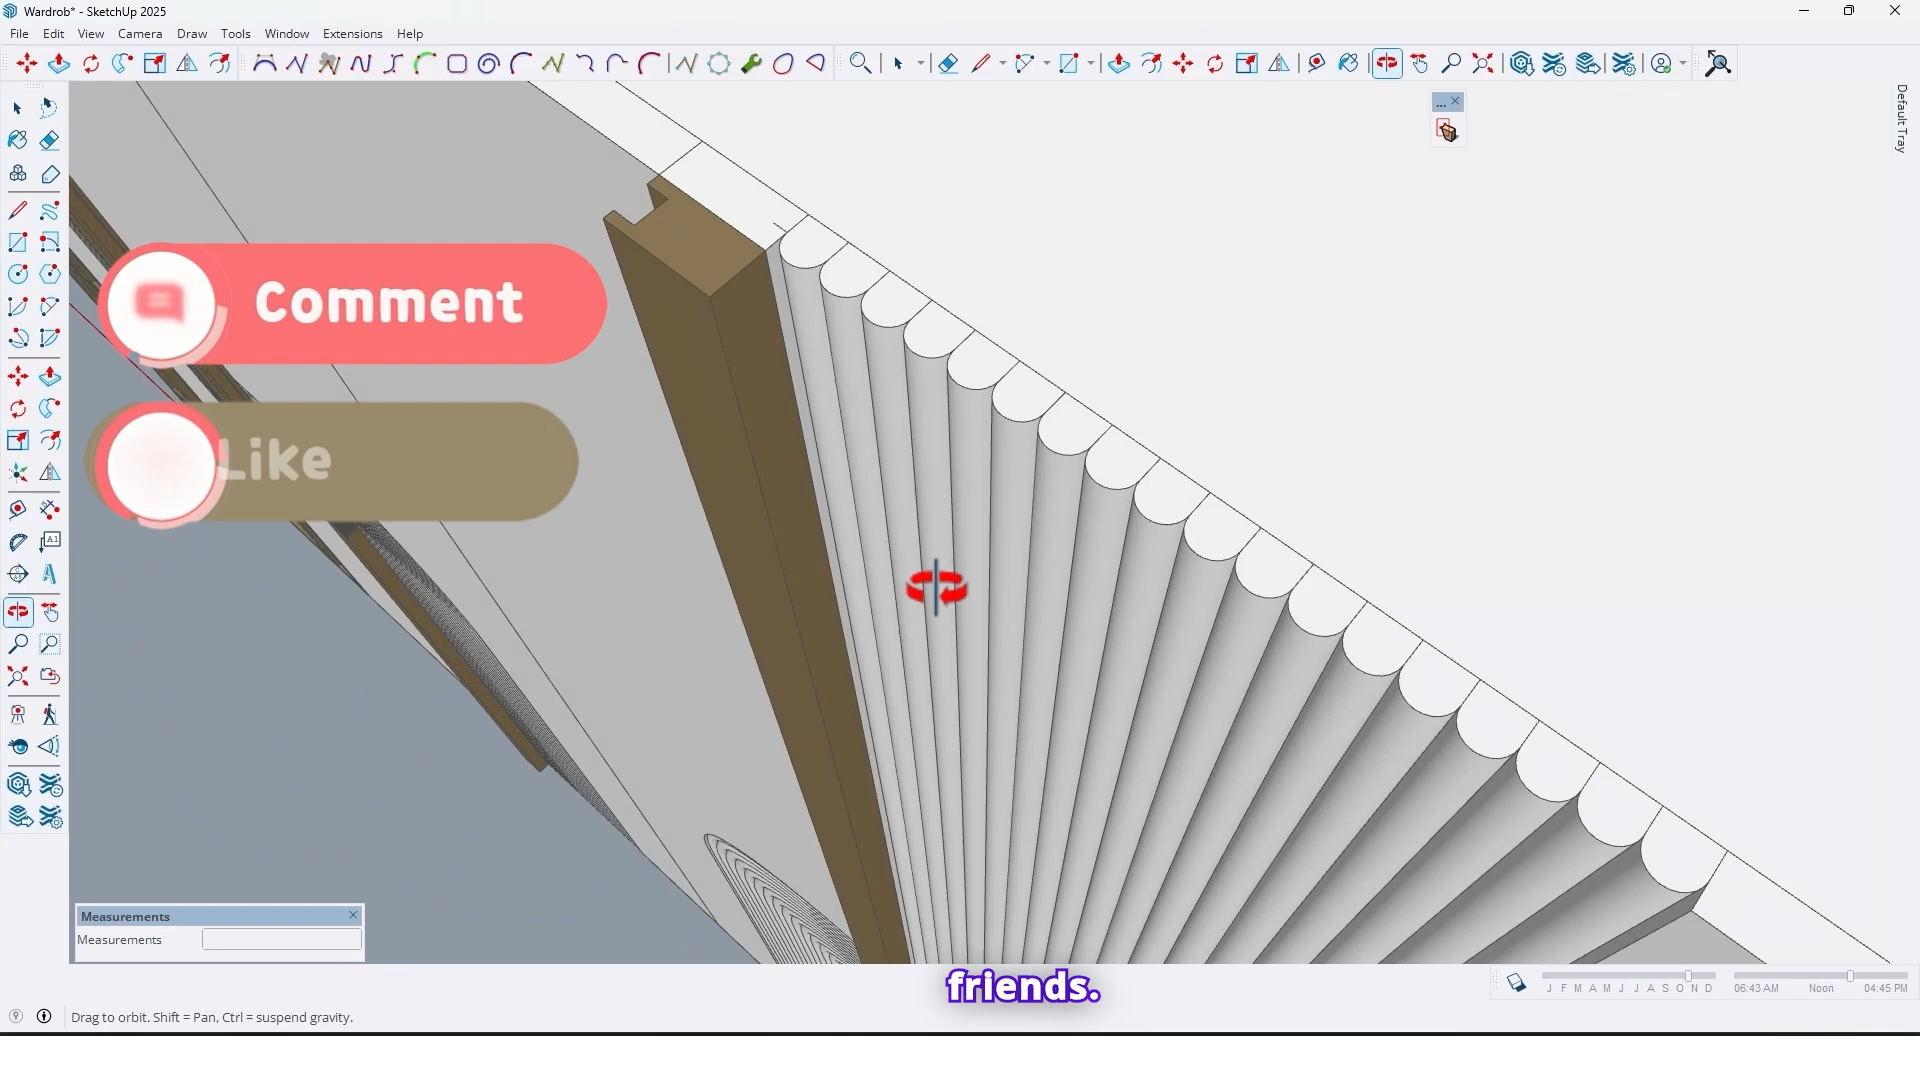 Wardrob* - SketchUp 2025
File Edit View Camera Draw Tools Window Extensions Help
Default Tray
...
Comment
Like
A1
A
Measurements
Measurements
friends.
J F M A M J J A S O N D 06:43 AM Noon 04:45 PM
Drag to orbit. Shift = Pan, Ctrl = suspend gravity.